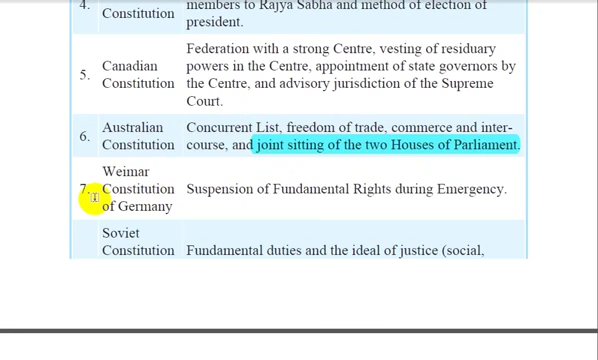 4.
Constitution
members to Rajya Sabha and method of election of
president.
5.
Canadian
Constitution
Federation with a strong Centre, vesting of residuary
powers in the Centre, appointment of state governors by
the Centre, and advisory jurisdiction of the Supreme
Court.
6.
Australian
Constitution
Concurrent List, freedom of trade, commerce and inter-
course, and joint sitting of the two Houses of Parliament.
7.
Weimar
Constitution
of Germany
Suspension of Fundamental Rights during Emergency.
Soviet
Constitution
Fundamental duties and the ideal of justice (social,